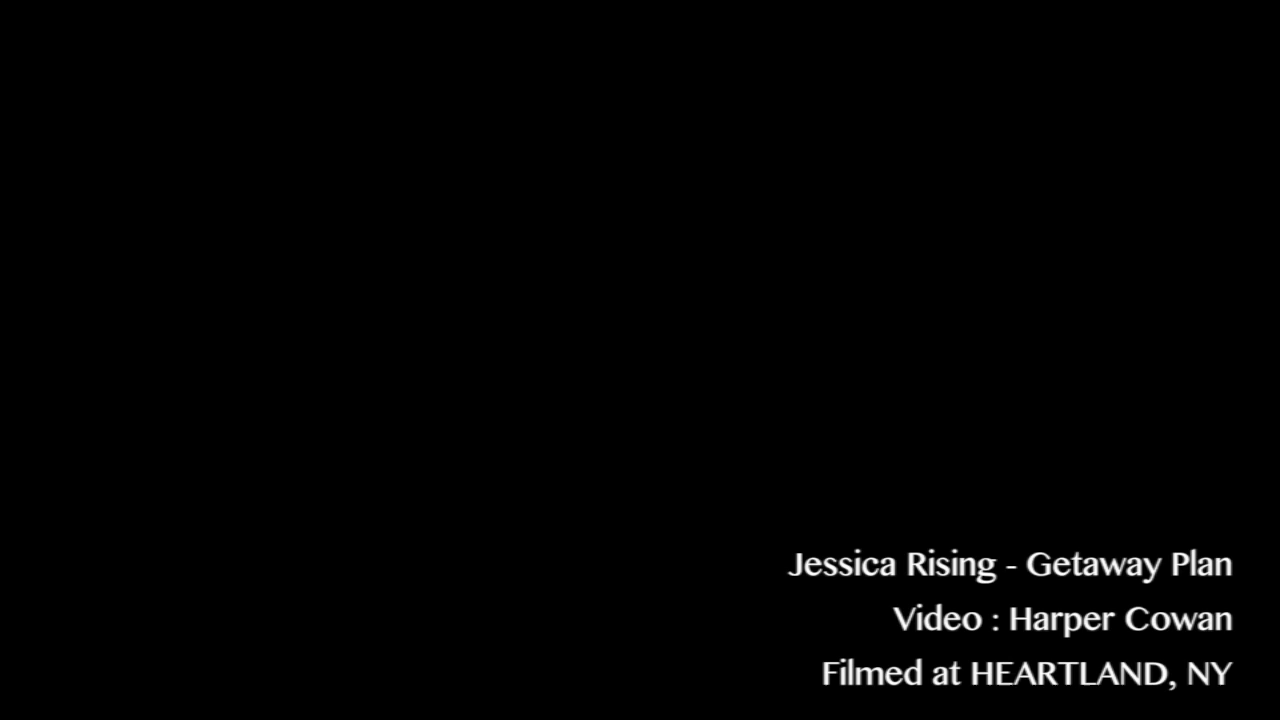 Jessica Rising - Getaway Plan
Video : Harper Cowan
Filmed at HEARTLAND, NY